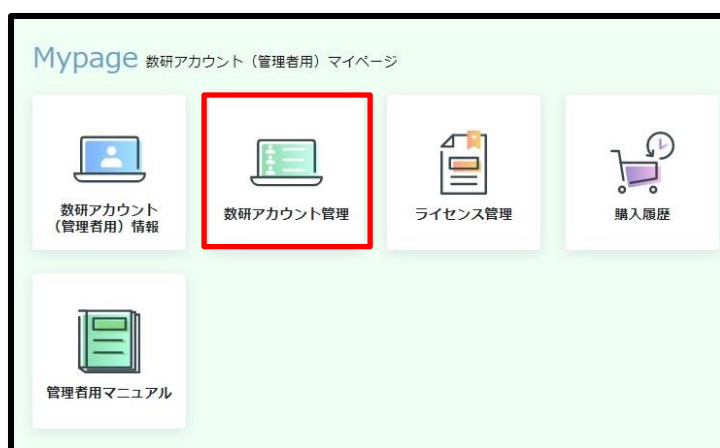 Mypage 数研アカウント（管理者用）マイページ
数研アカウント
（管理者用）情報
数研アカウント管理
ライセンス管理
購入履歴
管理者用マニュアル